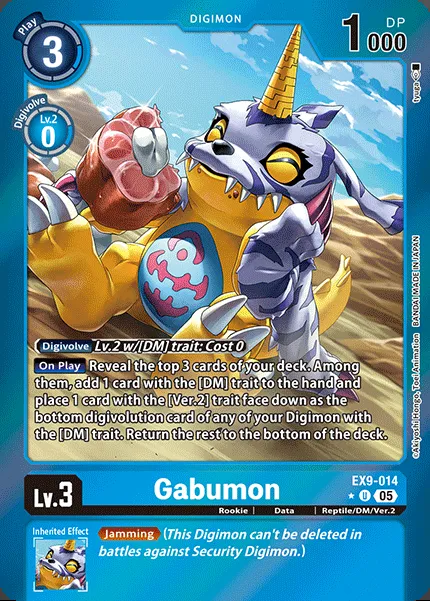 Play
3
DIGIMON
DP
1000
Digivolve
Lv.2
0
Digivolve Lv.2 w/[DM] trait: Cost 0
On Play Reveal the top 3 cards of your deck. Among
them, add 1 card with the [DM] trait to the hand and
place 1 card with the [Ver.2] trait face down as the
bottom digivolution card of any of your Digimon with
the [DM] trait. Return the rest to the bottom of the deck.
tyuga
©Akiyoshi Hongo, Toei Animation BANDAI MADE IN JAPAN
Lv.3
Gabumon
EX9-014
U 05
Rookie | Data | Reptile/DM/Ver.2
Inherited Effect
Jamming (This Digimon can't be deleted in
battles against Security Digimon.)